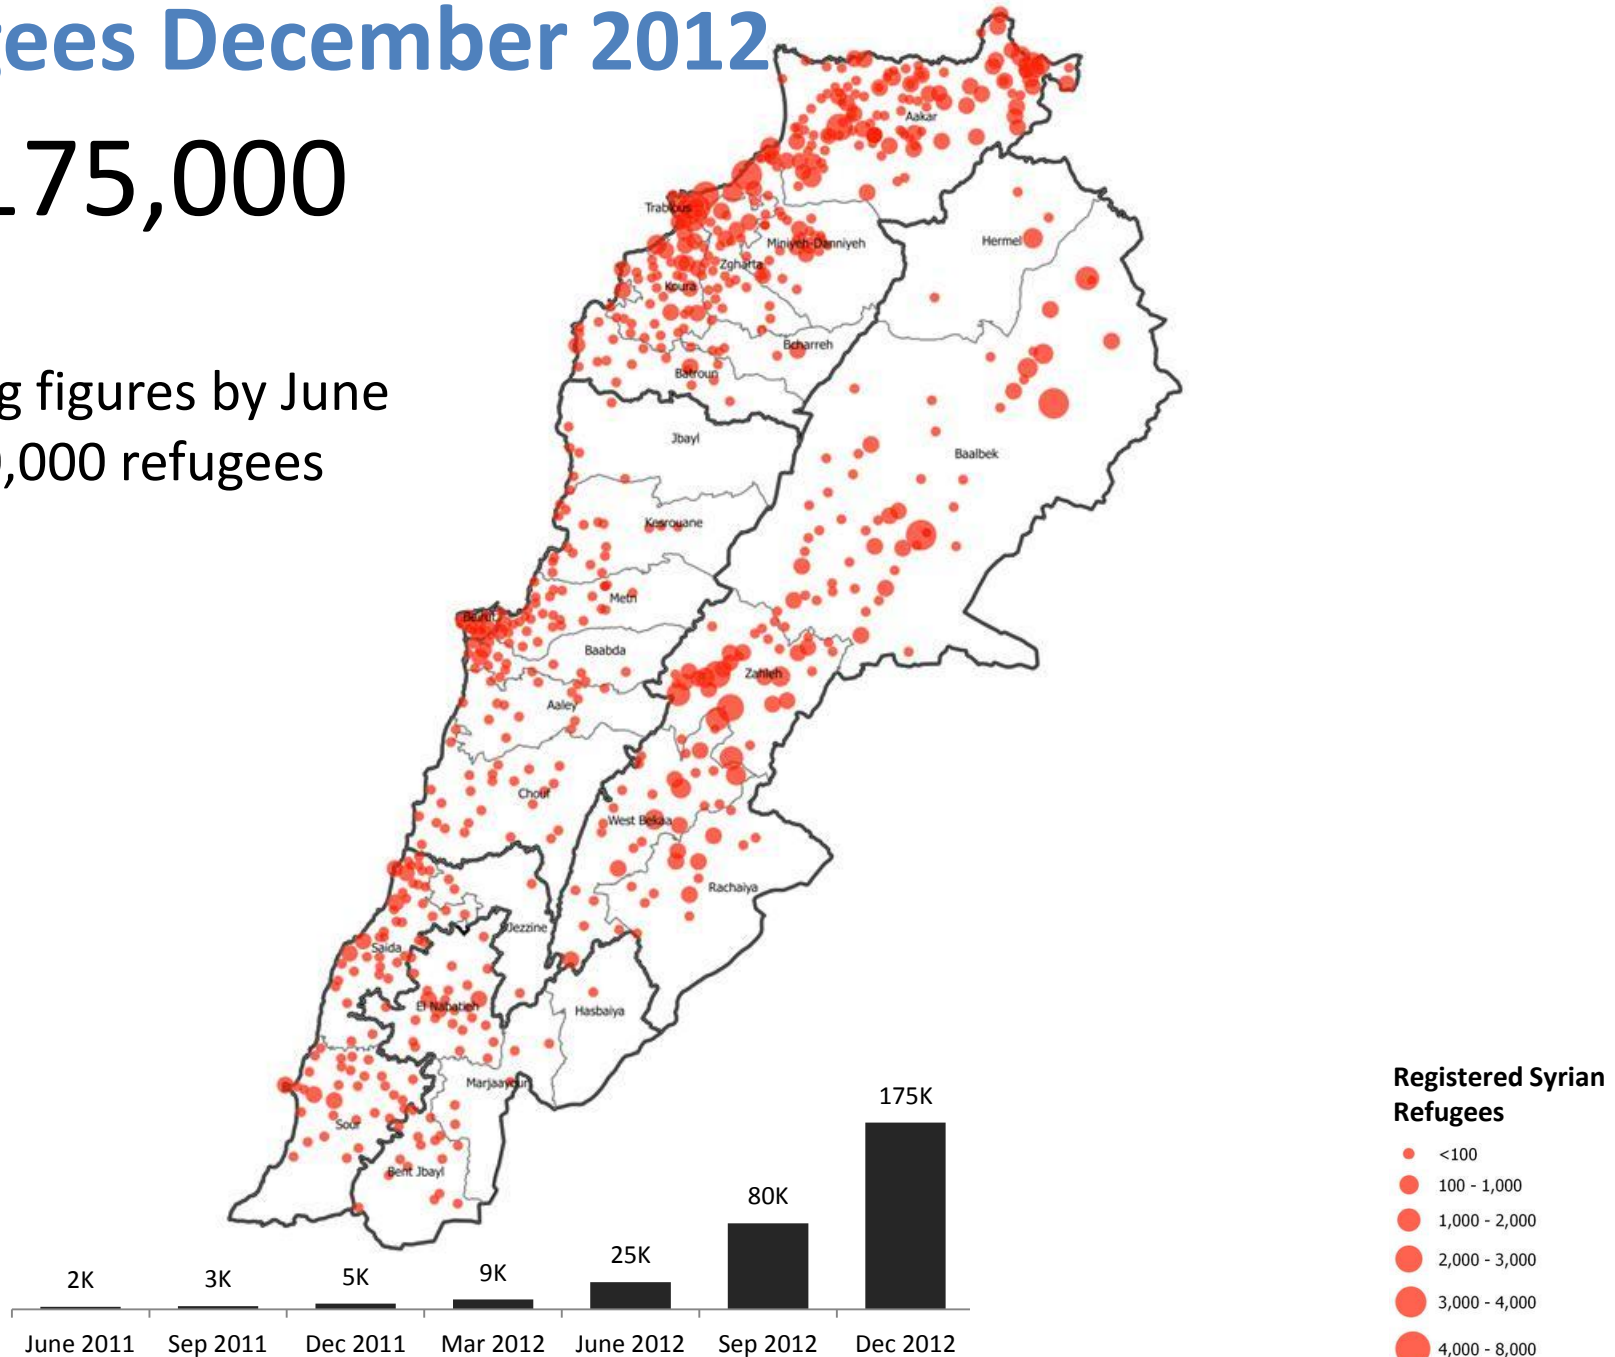 gees December 2012
175,000
g figures by June
,000 refugees
Aakar
Trablous
Hermel
Miniyeh-Danniyeh
Zgharta
Koura
Bcharreh
Batroun
Jbayl
Baalbek
Kesrouane
Metn
Beirut
Baabda
Zahleh
Aaley
Chouf
West Bekaa
Rachaiya
Jezzine
Saida
El Nabatieh
Hasbaiya
Marjaayoun
Sour
Bent Jbayl
Registered Syrian
Refugees
<100
100 - 1,000
1,000 - 2,000
2,000 - 3,000
3,000 - 4,000
4,000 - 8,000
2K
3K
5K
9K
25K
80K
175K
June 2011 Sep 2011 Dec 2011 Mar 2012 June 2012 Sep 2012 Dec 2012